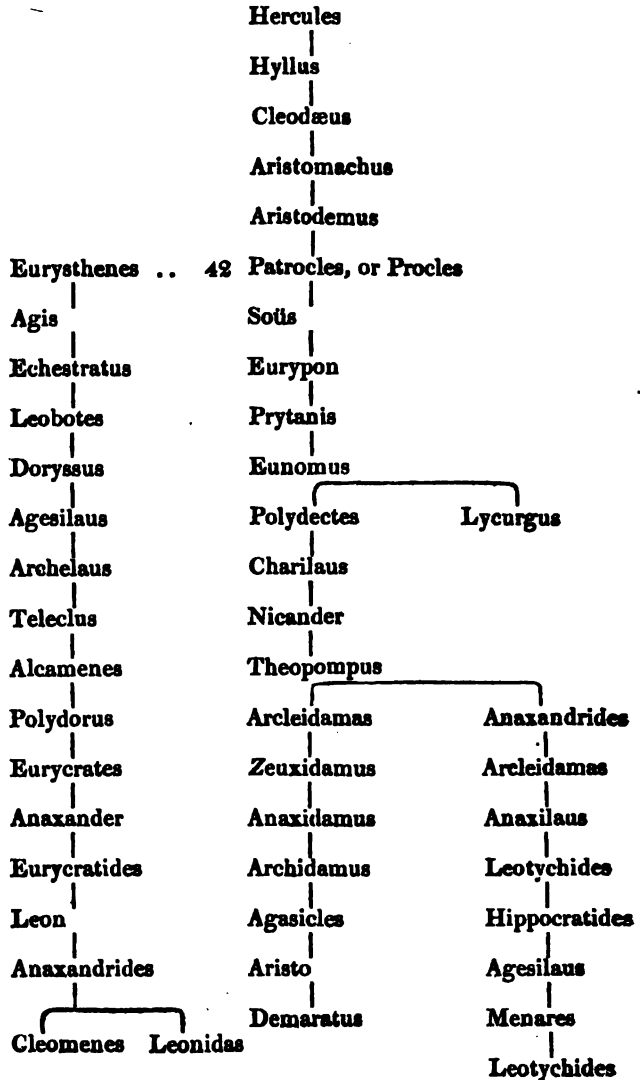 Hercules
Hyllus
Cleodæus
Aristomachus
Aristodemus
Eurysthenes .. 42 Patrocles, or Procles
Agis Soüs
Echestratus Eurypon
Leobotes Prytanis
Doryssus Eunomus
Agesilaus Polydectes Lycurgus
Archelaus Charilaus
Teleclus Nicander
Alcamenes Theopompus
Polydorus Arcleidamas Anaxandrides
Eurycrates Zeuxidamus Arcleidamas
Anaxander Anaxidamus Anaxilaus
Eurycratides Archidamus Leotychides
Leon Agasicles Hippocratides
Anaxandrides Aristo Agesilaus
Cleomenes Leonidas Demaratus Menares
Leotychides